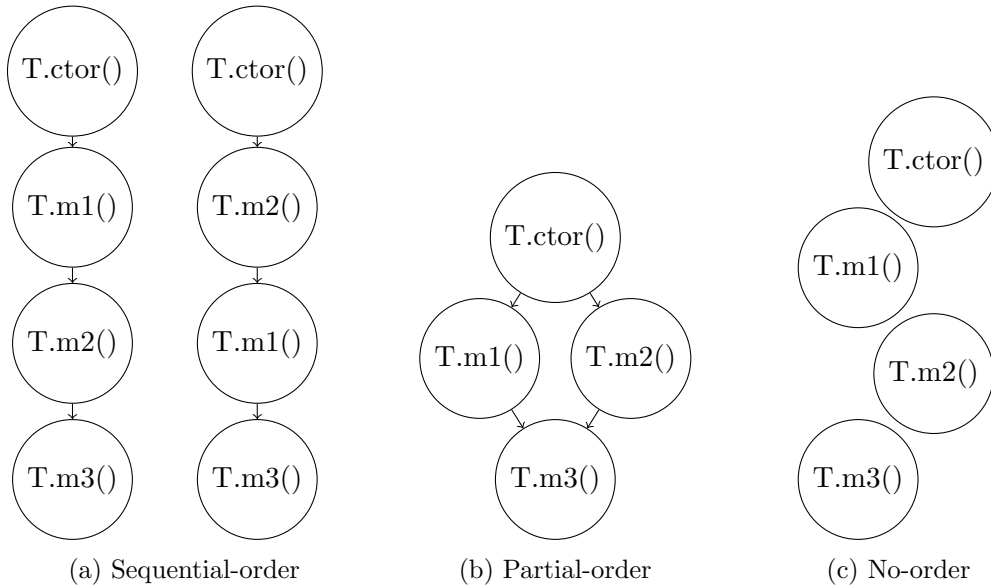 T.ctor()
T.m1()
T.m2()
T.m3()
T.ctor()
T.m2()
T.m1()
T.m3()
(a) Sequential-order
T.ctor()
T.m1()
T.m2()
T.m3()
(b) Partial-order
T.ctor()
T.m1()
T.m2()
T.m3()
(c) No-order